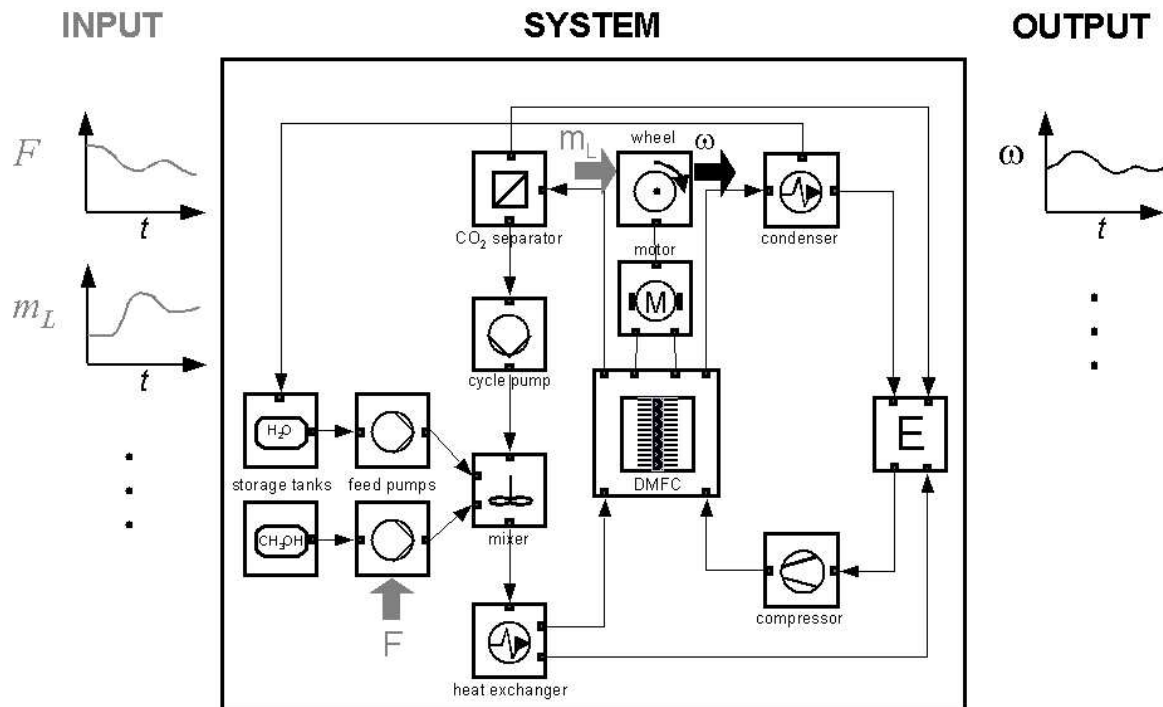 INPUT
SYSTEM
OUTPUT
F
t
m_L
t
m_L
wheel
ω
CO₂ separator
motor
condenser
M
ω
t
cycle pump
H₂O
storage tanks
feed pumps
DMFC
E
CH₃OH
mixer
F
compressor
heat exchanger